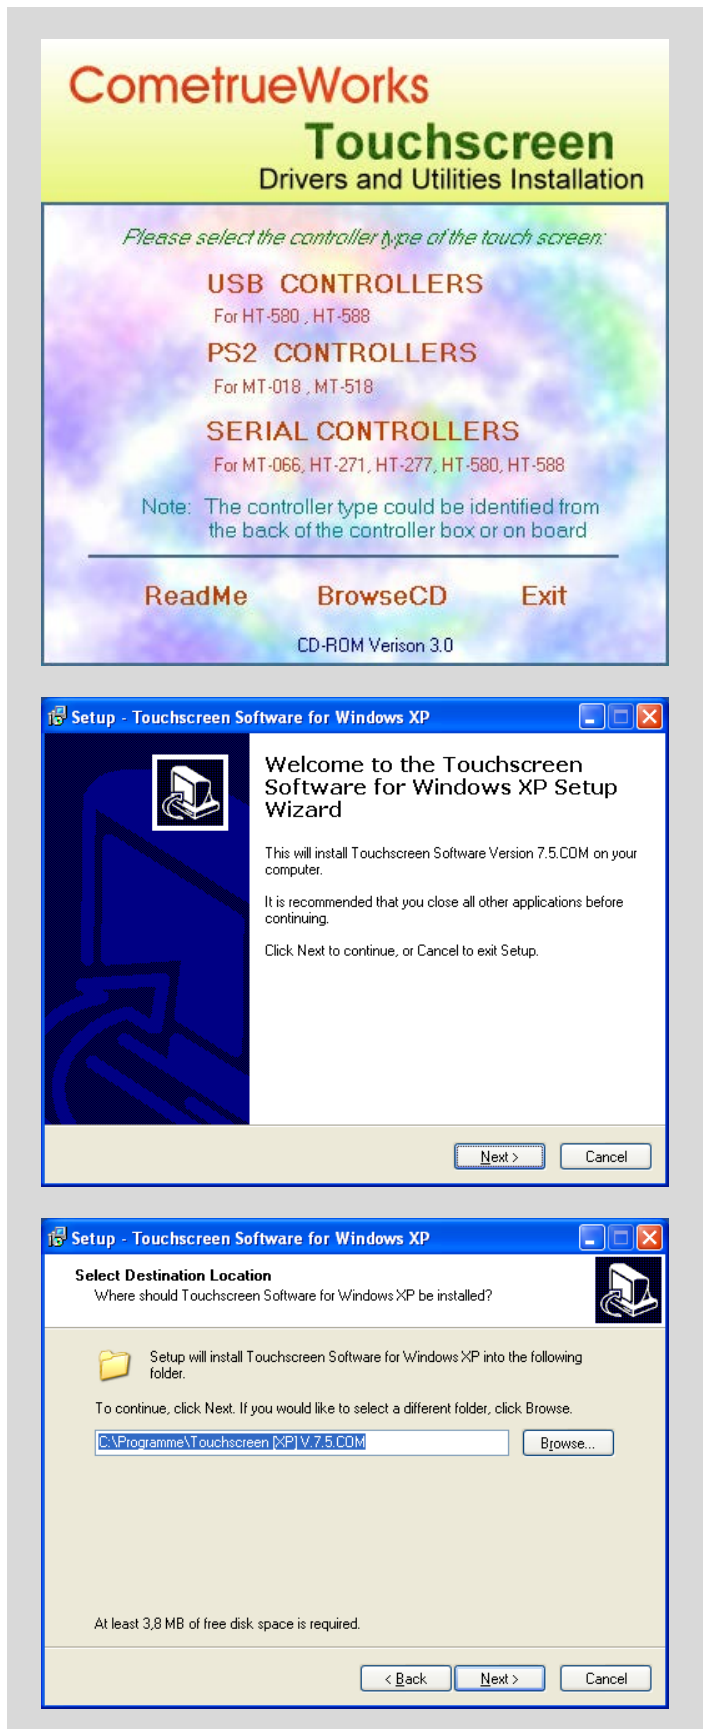 CometrueWorks
Touchscreen
Drivers and Utilities Installation
Please select the controller type of the touch screen:
USB CONTROLLERS
For HT-580 , HT-588
PS2 CONTROLLERS
For MT-018 , MT-518
SERIAL CONTROLLERS
For MT-066, HT-271, HT-277, HT-580, HT-588
Note: The controller type could be identified from
the back of the controller box or on board
ReadMe BrowseCD Exit
CD-ROM Verison 3.0
Setup - Touchscreen Software for Windows XP
Welcome to the Touchscreen
Software for Windows XP Setup
Wizard
This will install Touchscreen Software Version 7.5.COM on your
computer.
It is recommended that you close all other applications before
continuing.
Click Next to continue, or Cancel to exit Setup.
Next > Cancel
Setup - Touchscreen Software for Windows XP
Select Destination Location
Where should Touchscreen Software for Windows XP be installed?
Setup will install Touchscreen Software for Windows XP into the following
folder.
To continue, click Next. If you would like to select a different folder, click Browse.
C:\Programme\Touchscreen [XP] V.7.5.COM Browse...
At least 3,8 MB of free disk space is required.
< Back Next > Cancel